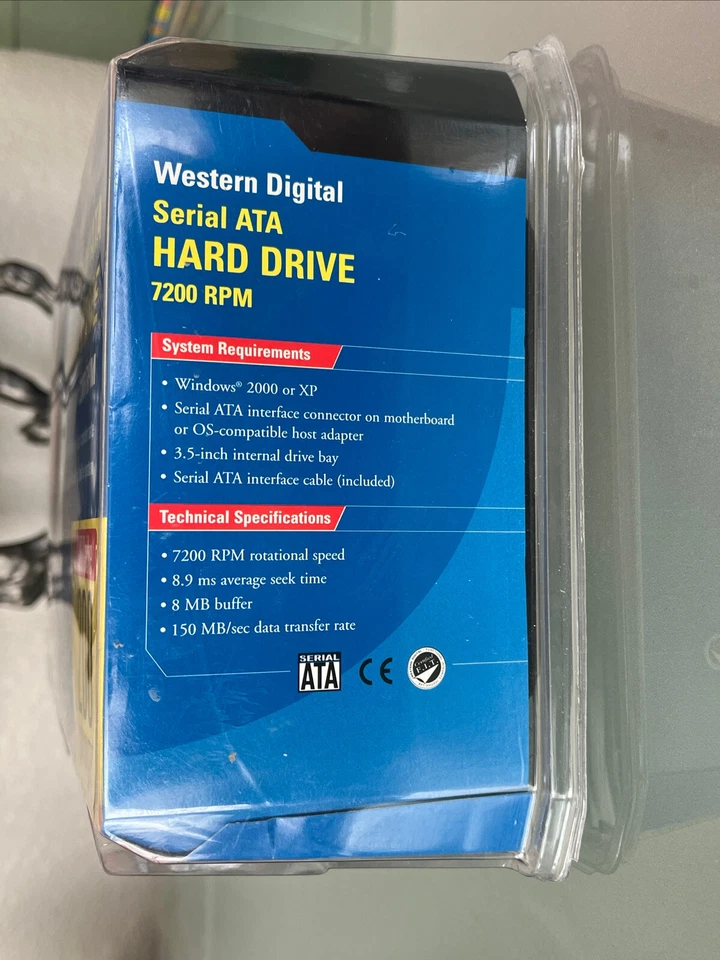 Western Digital
Serial ATA
HARD DRIVE
7200 RPM
System Requirements
• Windows® 2000 or XP
• Serial ATA interface connector on motherboard
or OS-compatible host adapter
• 3.5-inch internal drive bay
• Serial ATA interface cable (included)
Technical Specifications
• 7200 RPM rotational speed
• 8.9 ms average seek time
• 8 MB buffer
• 150 MB/sec data transfer rate
SERIAL
ATA
CE